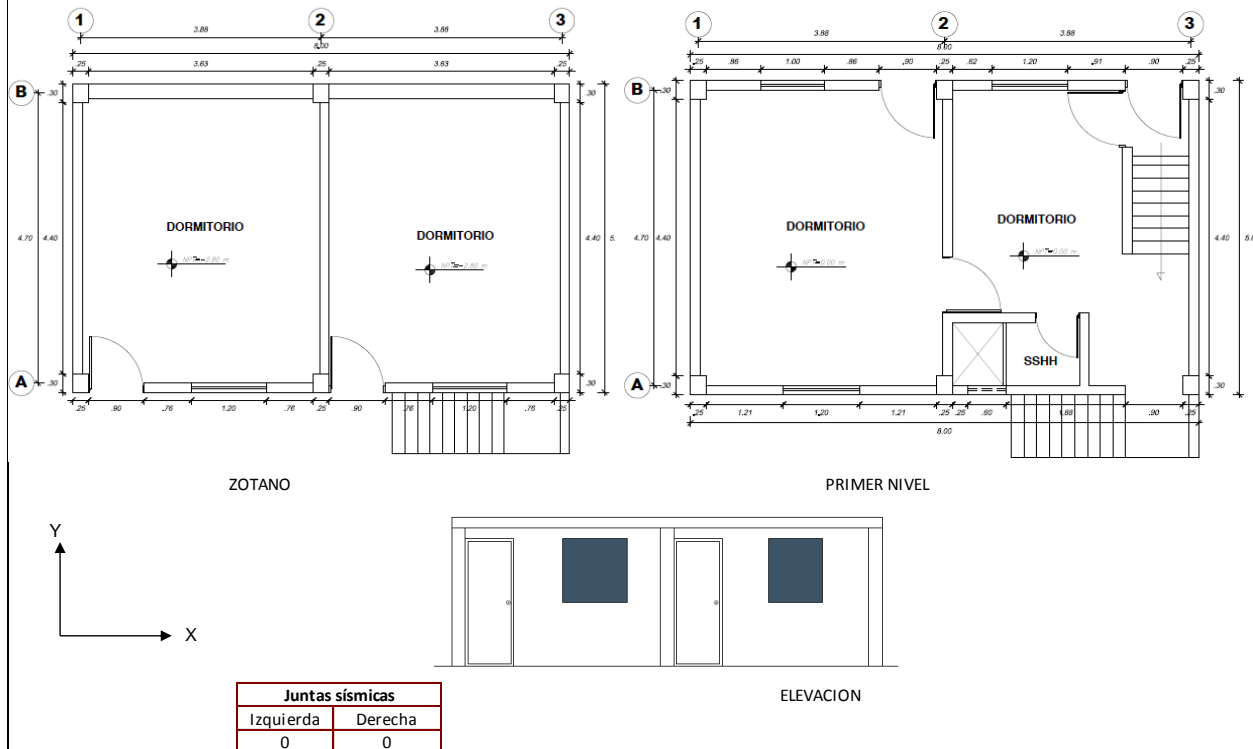 1 2 3
3.88 3.88
8.00
.25 3.63 .25 3.63 .25
B
.30 .30
4.70 4.40
DORMITORIO DORMITORIO
4.40 5.
A
.30 .30
.25 .90 .76 1.20 .76 .25 .90 .76 1.20 .76 .25
ZOTANO
1 2 3
3.88 3.88
8.00
.25 .86 1.00 .86 .90 .25 .62 1.20 .91 .90 .25
B
.30 .30
4.70 4.40
DORMITORIO DORMITORIO
4.40
SSHH
A
.30 .30
.25 1.21 1.20 1.21 .25 .25 .60 1.88 .90 .25
8.00
PRIMER NIVEL
Y
X
ELEVACION
Juntas sísmicas
Izquierda Derecha
0 0